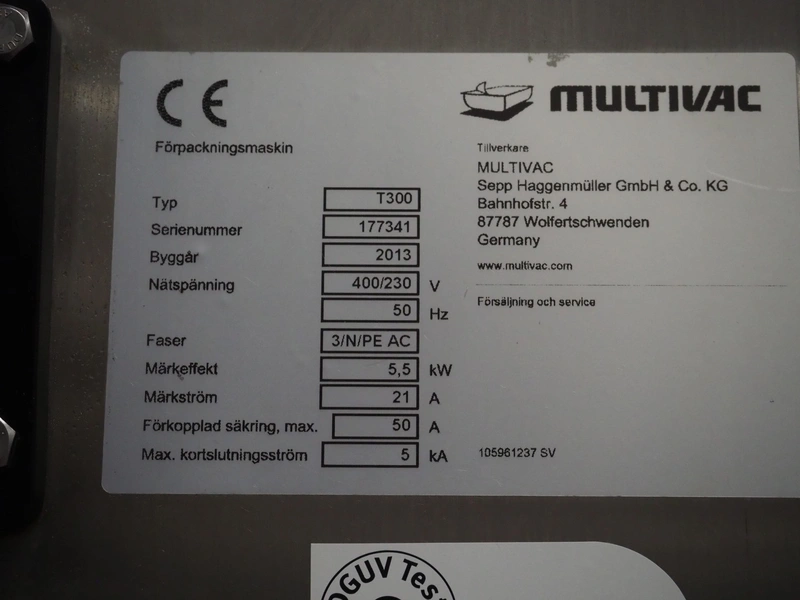 CE
Förpackningsmaskin
Typ T300
Serienummer 177341
Byggår 2013
Nätspänning 400/230 V
50 Hz
Faser 3/N/PE AC
Märkeffekt 5,5 kW
Märkström 21 A
Förkopplad säkring, max. 50 A
Max. kortslutningsström 5 kA
MULTIVAC
Tillverkare
MULTIVAC
Sepp Haggenmüller GmbH & Co. KG
Bahnhofstr. 4
87787 Wolfertschwenden
Germany
www.multivac.com
Försäljning och service
105961237 SV
DGUV Test